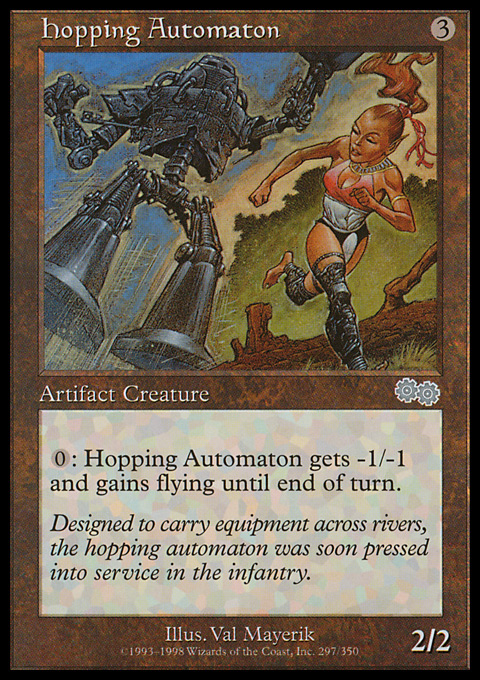 Hopping Automaton 3
Artifact Creature
0: Hopping Automaton gets -1/-1
and gains flying until end of turn.
Designed to carry equipment across rivers,
the hopping automaton was soon pressed
into service in the infantry.
Illus. Val Mayerik
2/2
©1993–1998 Wizards of the Coast, Inc. 297/350